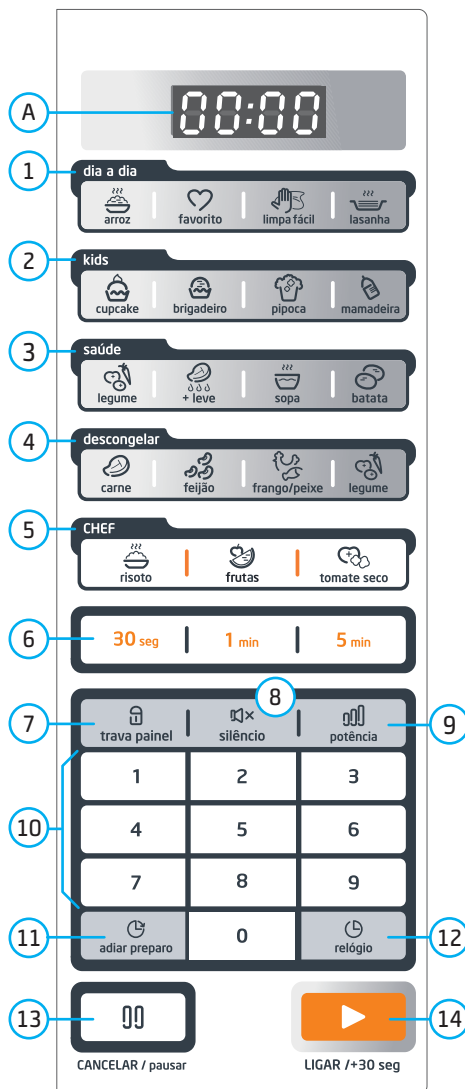 A
00:00
1
dia a dia
arroz favorito limpa fácil lasanha
2
kids
cupcake brigadeiro pipoca mamadeira
3
saúde
legume + leve sopa batata
4
descongelar
carne feijão frango/peixe legume
5
CHEF
risoto frutas tomate seco
6
30 seg 1 min 5 min
7
8
9
trava painel silêncio potência
10
1 2 3
4 5 6
7 8 9
11
adiar preparo 0 relógio
12
13
14
CANCELAR / pausar LIGAR /+30 seg